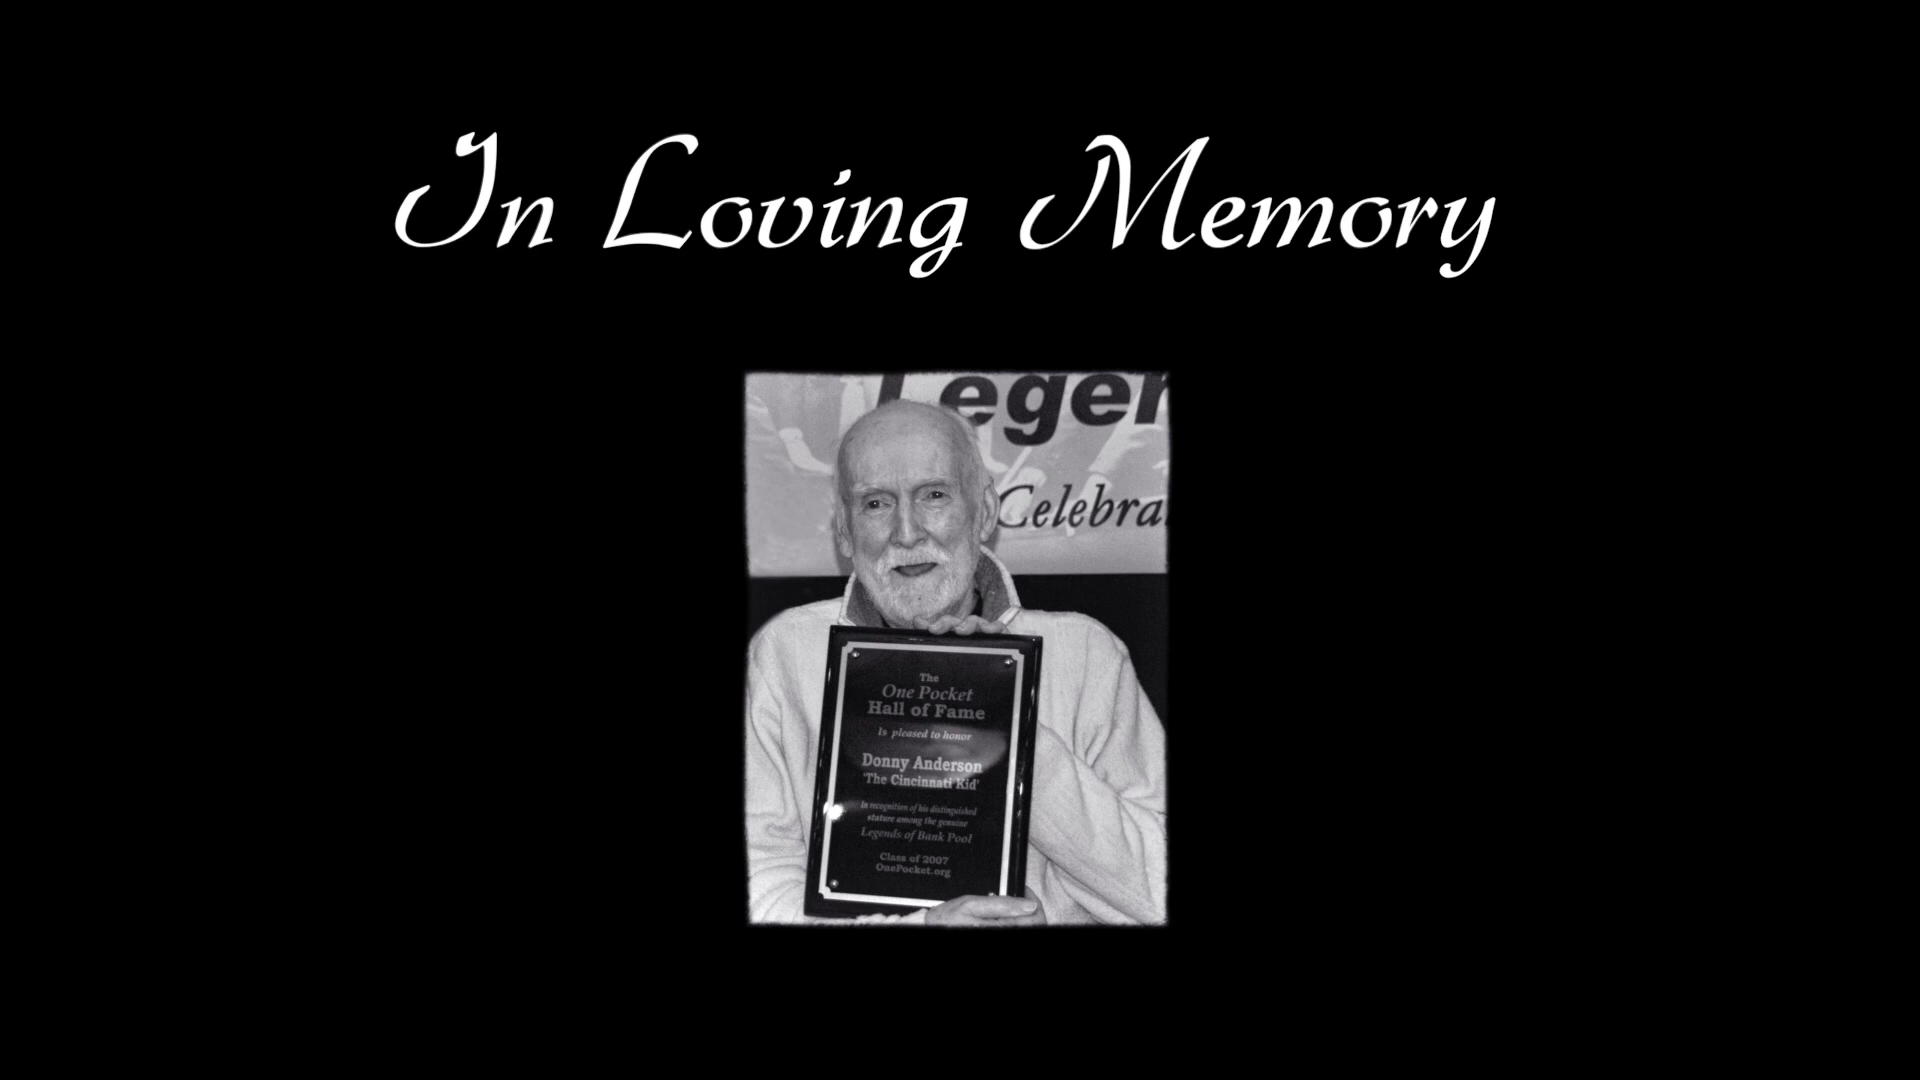 In Loving Memory
Leger
Celebra
The
One Pocket
Hall of Fame
Is pleased to honor
Donny Anderson
'The Cincinnati Kid'
In recognition of his distinguished
stature among the genuine
Legends of Bank Pool
Class of 2007
OnePocket.org